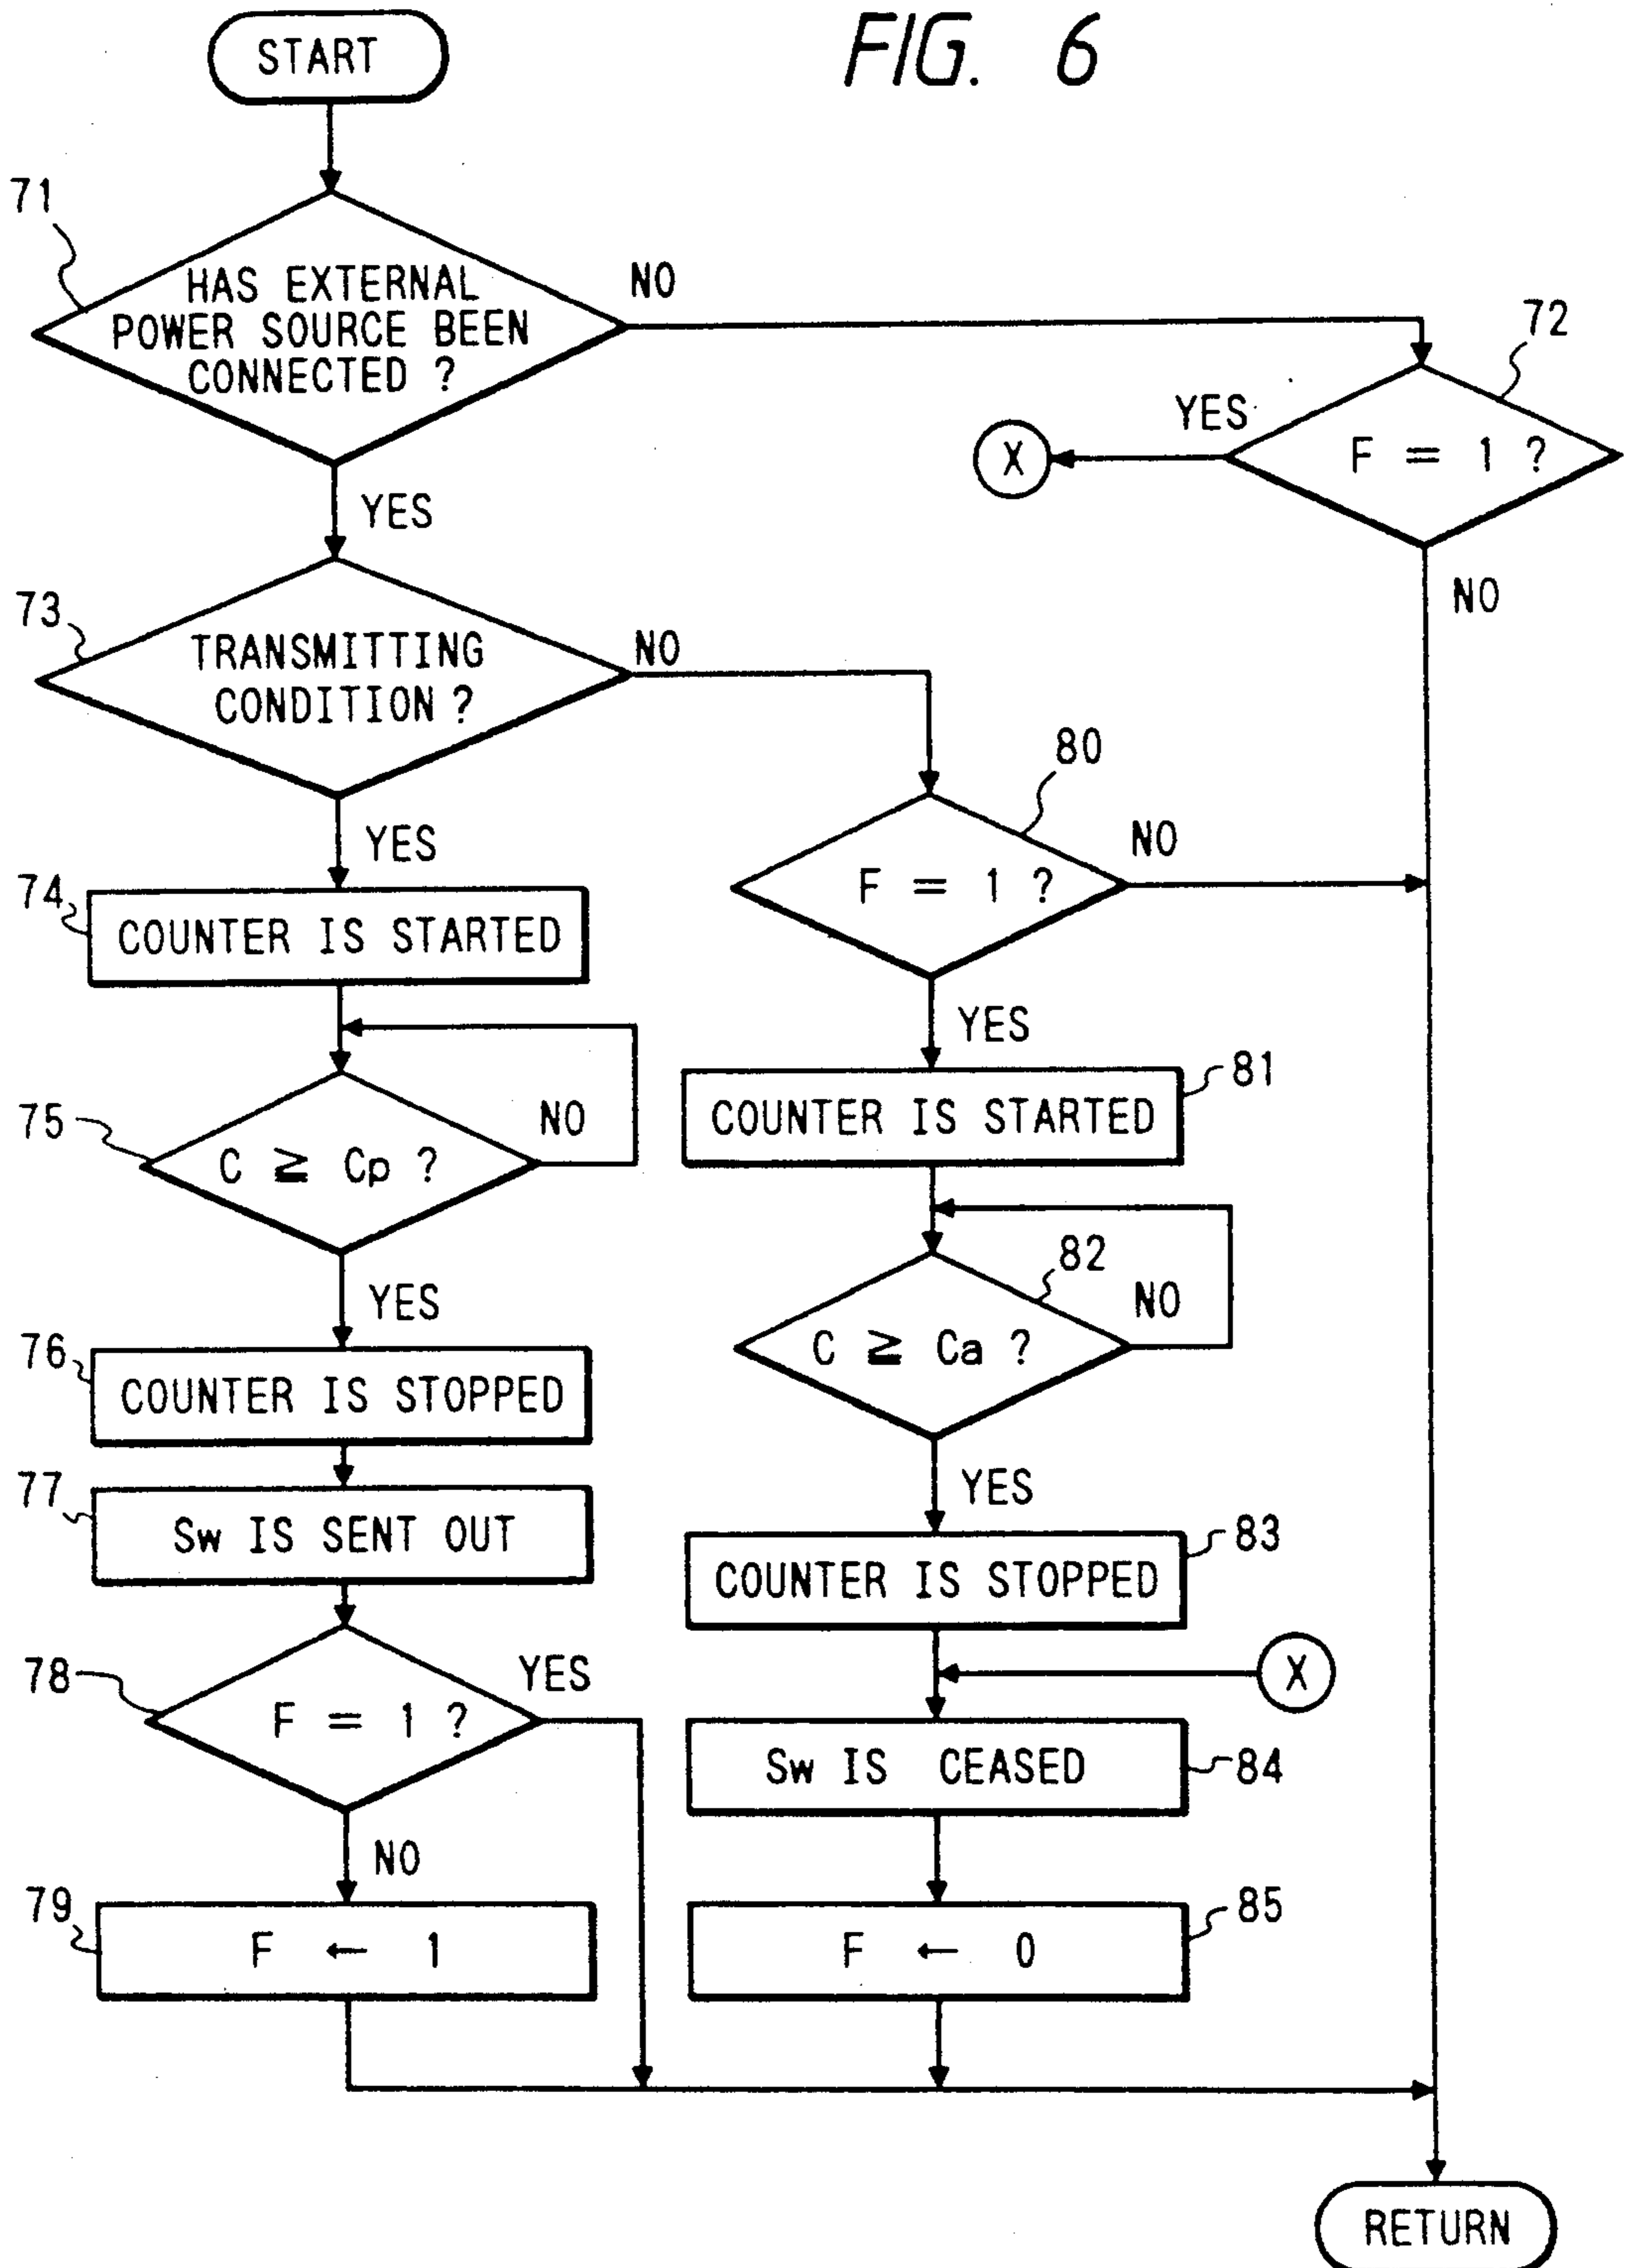 FIG. 6
START
71
HAS EXTERNAL
POWER SOURCE BEEN
CONNECTED ?
NO
YES
72
F = 1 ?
YES
X
NO
73
TRANSMITTING
CONDITION ?
NO
YES
74
COUNTER IS STARTED
75
C ≧ Cp ?
NO
YES
76
COUNTER IS STOPPED
77
Sw IS SENT OUT
78
F = 1 ?
YES
NO
79
F ← 1
80
F = 1 ?
NO
YES
81
COUNTER IS STARTED
82
C ≧ Ca ?
NO
YES
83
COUNTER IS STOPPED
X
84
Sw IS CEASED
85
F ← 0
RETURN